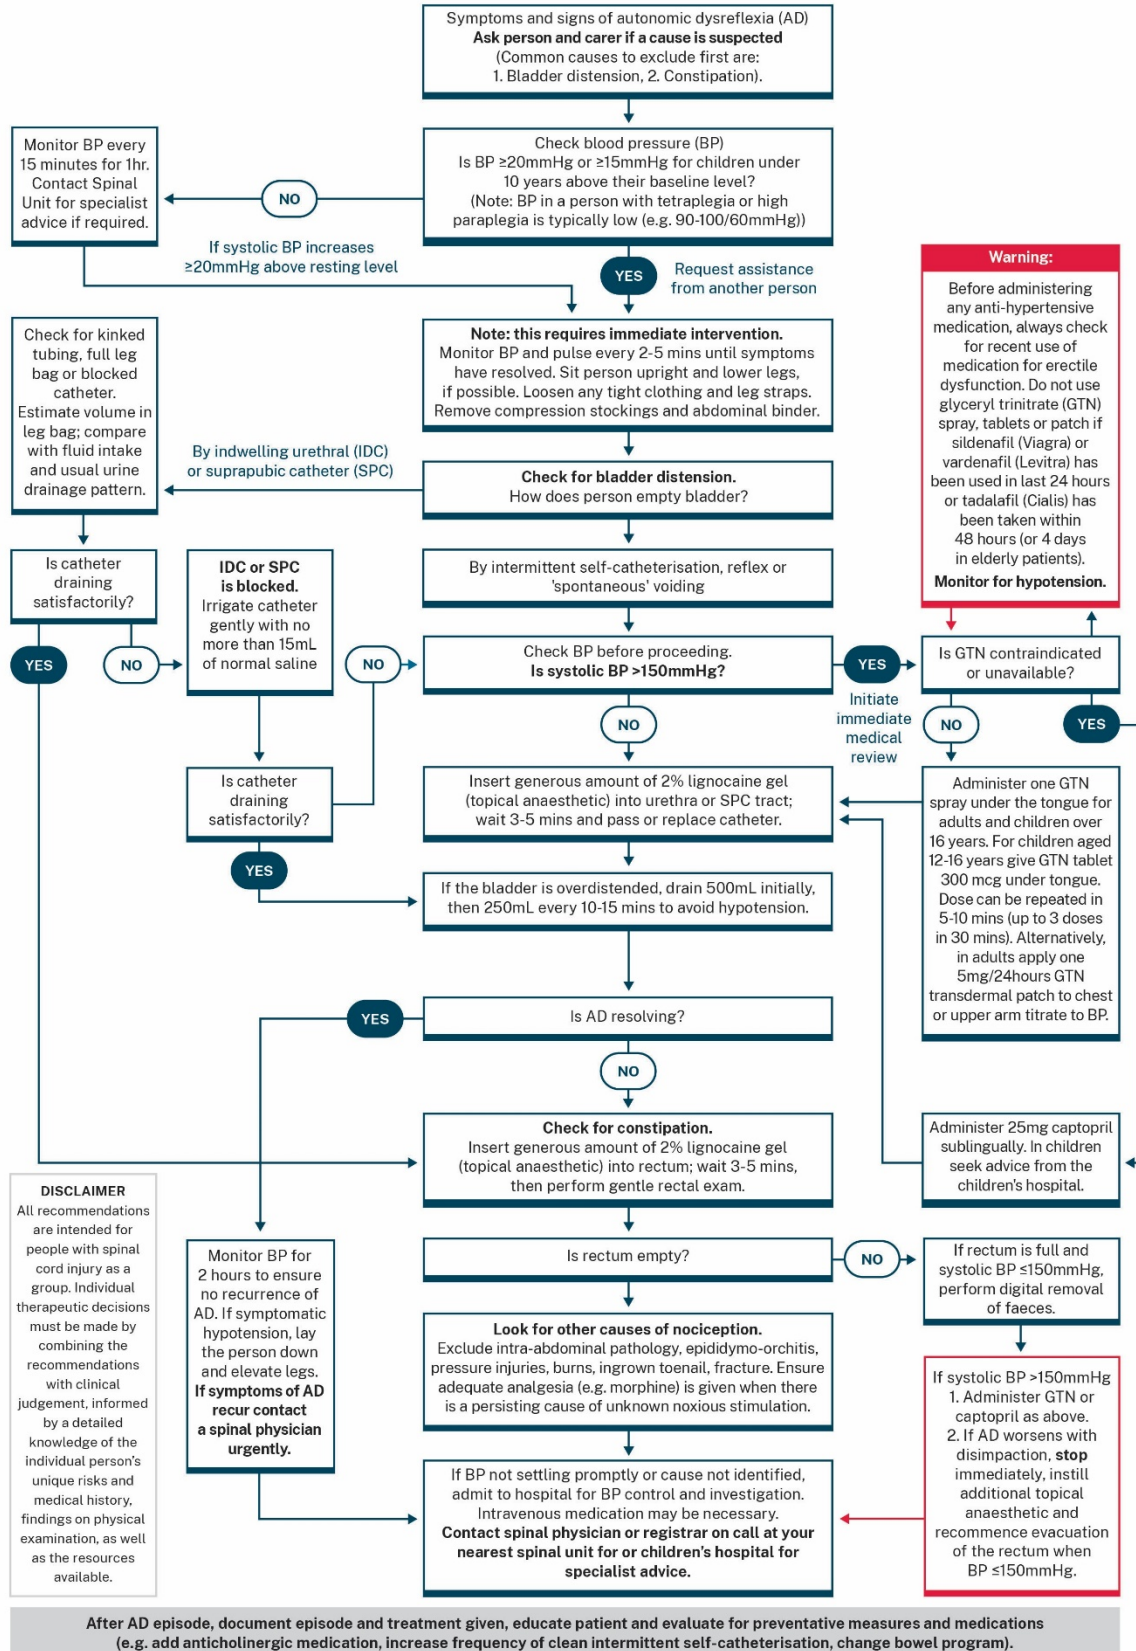 Symptoms and signs of autonomic dysreflexia (AD)
Ask person and carer if a cause is suspected
(Common causes to exclude first are:
1. Bladder distension, 2. Constipation).
Check blood pressure (BP)
Is BP ≥20mmHg or ≥15mmHg for children under
10 years above their baseline level?
(Note: BP in a person with tetraplegia or high
paraplegia is typically low (e.g. 90-100/60mmHg))
NO
Monitor BP every
15 minutes for 1hr.
Contact Spinal
Unit for specialist
advice if required.
If systolic BP increases
≥20mmHg above resting level
YES
Request assistance
from another person
Note: this requires immediate intervention.
Monitor BP and pulse every 2-5 mins until symptoms
have resolved. Sit person upright and lower legs,
if possible. Loosen any tight clothing and leg straps.
Remove compression stockings and abdominal binder.
Check for bladder distension.
How does person empty bladder?
By indwelling urethral (IDC)
or suprapubic catheter (SPC)
Check for kinked
tubing, full leg
bag or blocked
catheter.
Estimate volume in
leg bag; compare
with fluid intake
and usual urine
drainage pattern.
Is catheter
draining
satisfactorily?
YES
NO
IDC or SPC
is blocked.
Irrigate catheter
gently with no
more than 15mL
of normal saline
Is catheter
draining
satisfactorily?
NO
YES
By intermittent self-catheterisation, reflex or
'spontaneous' voiding
Check BP before proceeding.
Is systolic BP >150mmHg?
YES
Initiate
immediate
medical
review
NO
Warning:
Before administering
any anti-hypertensive
medication, always check
for recent use of
medication for erectile
dysfunction. Do not use
glyceryl trinitrate (GTN)
spray, tablets or patch if
sildenafil (Viagra) or
vardenafil (Levitra) has
been used in last 24 hours
or tadalafil (Cialis) has
been taken within
48 hours (or 4 days
in elderly patients).
Monitor for hypotension.
Is GTN contraindicated
or unavailable?
NO
YES
Administer one GTN
spray under the tongue for
adults and children over
16 years. For children aged
12-16 years give GTN tablet
300 mcg under tongue.
Dose can be repeated in
5-10 mins (up to 3 doses
in 30 mins). Alternatively,
in adults apply one
5mg/24hours GTN
transdermal patch to chest
or upper arm titrate to BP.
Administer 25mg captopril
sublingually. In children
seek advice from the
children's hospital.
Insert generous amount of 2% lignocaine gel
(topical anaesthetic) into urethra or SPC tract;
wait 3-5 mins and pass or replace catheter.
If the bladder is overdistended, drain 500mL initially,
then 250mL every 10-15 mins to avoid hypotension.
Is AD resolving?
YES
NO
Check for constipation.
Insert generous amount of 2% lignocaine gel
(topical anaesthetic) into rectum; wait 3-5 mins,
then perform gentle rectal exam.
Is rectum empty?
NO
If rectum is full and
systolic BP ≤150mmHg,
perform digital removal
of faeces.
If systolic BP >150mmHg
1. Administer GTN or
captopril as above.
2. If AD worsens with
disimpaction, stop
immediately, instill
additional topical
anaesthetic and
recommence evacuation
of the rectum when
BP ≤150mmHg.
Look for other causes of nociception.
Exclude intra-abdominal pathology, epididymo-orchitis,
pressure injuries, burns, ingrown toenail, fracture. Ensure
adequate analgesia (e.g. morphine) is given when there
is a persisting cause of unknown noxious stimulation.
Monitor BP for
2 hours to ensure
no recurrence of
AD. If symptomatic
hypotension, lay
the person down
and elevate legs.
If symptoms of AD
recur contact
a spinal physician
urgently.
If BP not settling promptly or cause not identified,
admit to hospital for BP control and investigation.
Intravenous medication may be necessary.
Contact spinal physician or registrar on call at your
nearest spinal unit for or children's hospital for
specialist advice.
DISCLAIMER
All recommendations
are intended for
people with spinal
cord injury as a
group. Individual
therapeutic decisions
must be made by
combining the
recommendations
with clinical
judgement, informed
by a detailed
knowledge of the
individual person's
unique risks and
medical history,
findings on physical
examination, as well
as the resources
available.
After AD episode, document episode and treatment given, educate patient and evaluate for preventative measures and medications
(e.g. add anticholinergic medication, increase frequency of clean intermittent self-catheterisation, change bowel program).